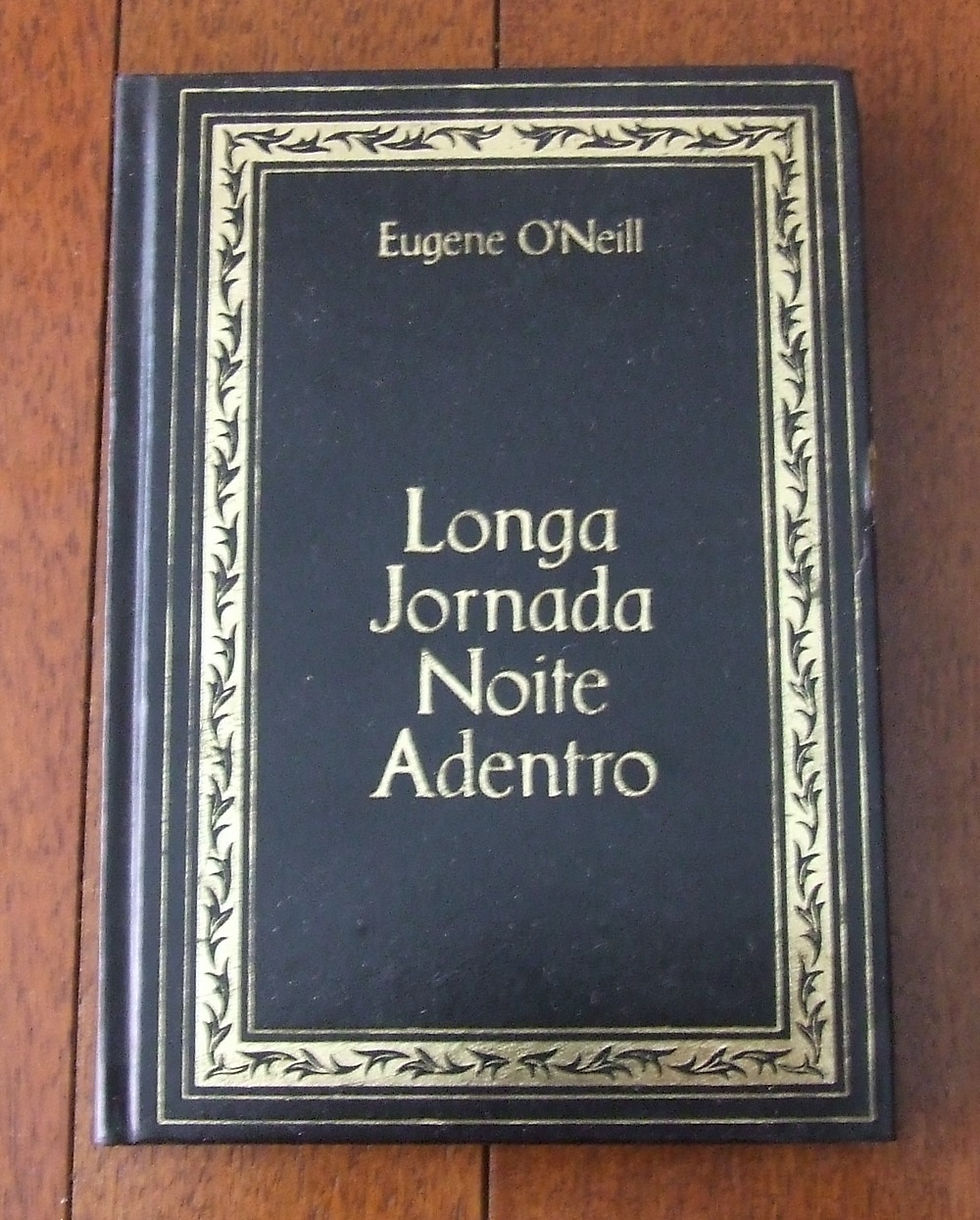 Eugene O'Neill
Longa
Jornada
Noite
Adentro